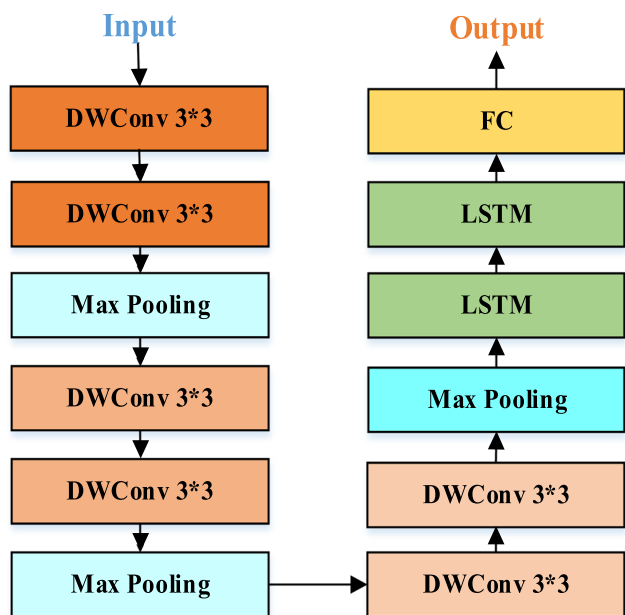 Input
DWConv 3*3
DWConv 3*3
Max Pooling
DWConv 3*3
DWConv 3*3
Max Pooling
DWConv 3*3
DWConv 3*3
Max Pooling
LSTM
LSTM
FC
Output